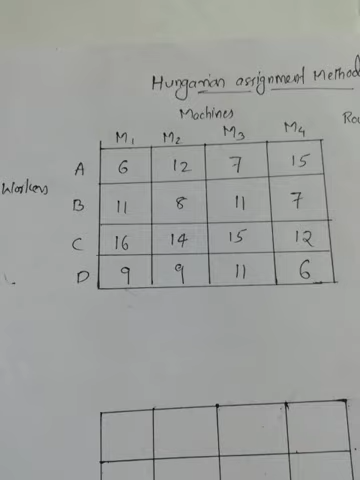 Hungarian assignment Method
Machines
M1 M2 M3 M4
Workers
A 6 12 7 15
B 11 8 11 7
C 16 14 15 12
D 9 9 11 6